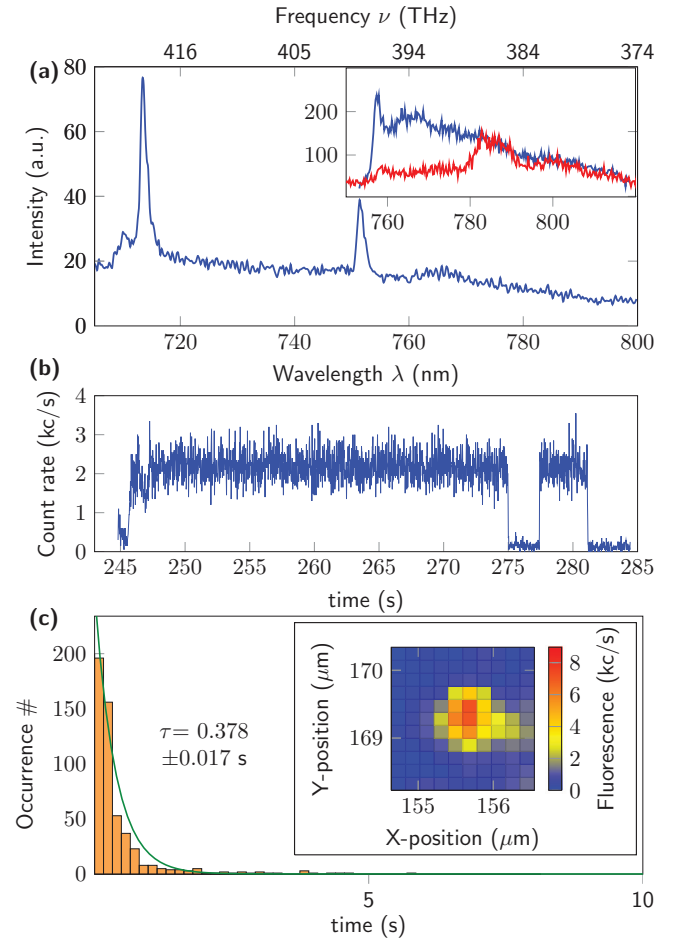 Frequency ν (THz)
416 405 394 384 374
(a)
80
60
40
20
0
Intensity (a.u.)
200
100
760 780 800
720 740 760 780 800
Wavelength λ (nm)
(b)
4
3
2
1
0
Count rate (kc/s)
245 250 255 260 265 270 275 280 285
time (s)
(c)
200
150
100
50
0
Occurrence #
τ = 0.378
±0.017 s
170
169
Y-position (μm)
155 156
X-position (μm)
8
6
4
2
0
Fluorescence (kc/s)
5 10
time (s)